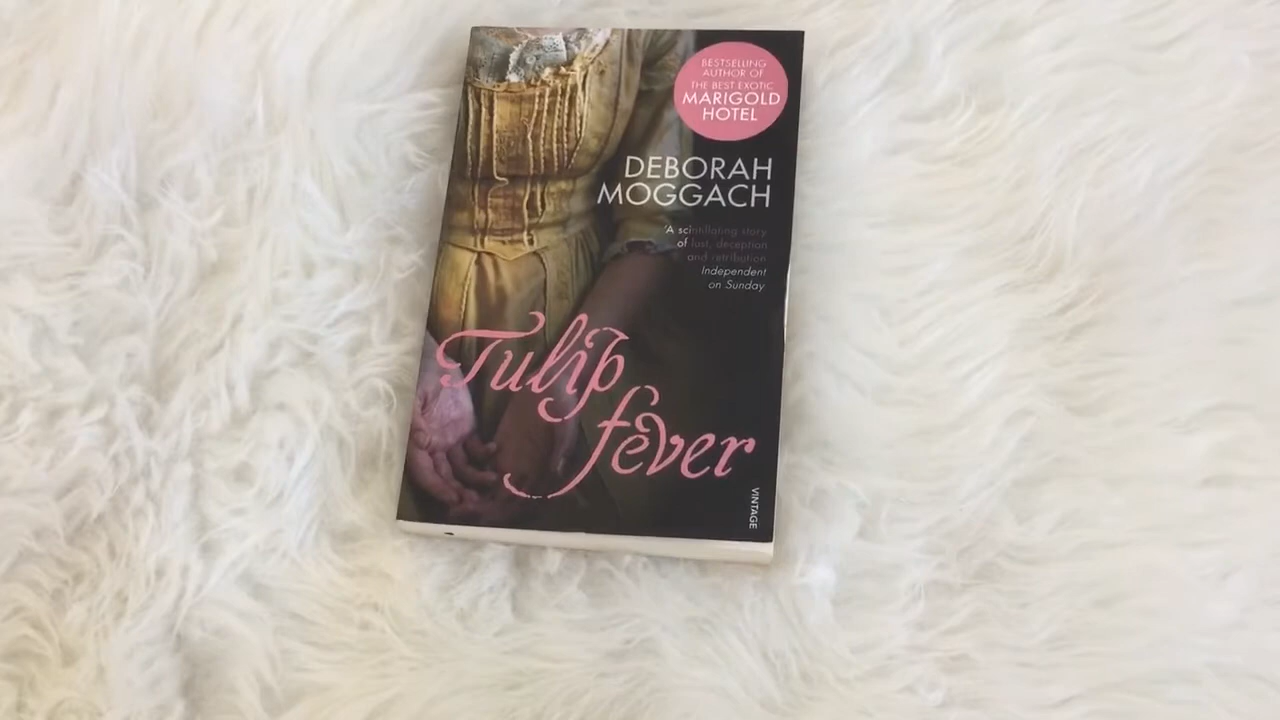 BESTSELLING
AUTHOR OF
THE BEST EXOTIC
MARIGOLD
HOTEL
DEBORAH
MOGGACH
'A scintillating story
of lust, deception
and retribution
Independent
on Sunday
Tulip
fever
VINTAGE